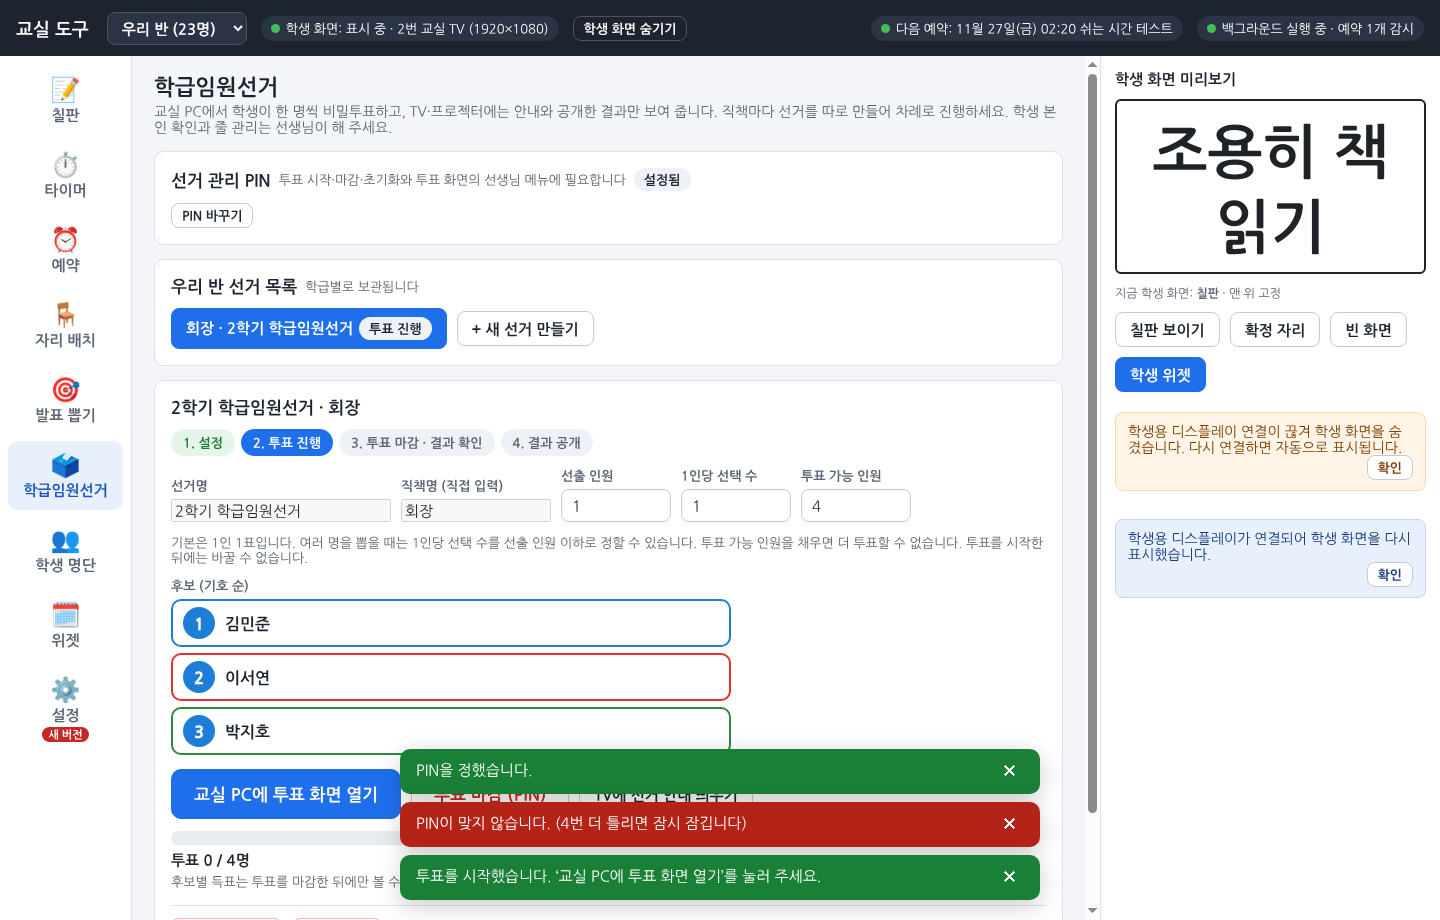 교실 도구
우리 반 (23명)
학생 화면: 표시 중 · 2번 교실 TV (1920×1080)
학생 화면 숨기기
다음 예약: 11월 27일(금) 02:20 쉬는 시간 테스트
백그라운드 실행 중 · 예약 1개 감시
칠판
타이머
예약
자리 배치
발표 뽑기
학급임원선거
학생 명단
위젯
설정
새 버전
학급임원선거
교실 PC에서 학생이 한 명씩 비밀투표하고, TV·프로젝터에는 안내와 공개한 결과만 보여 줍니다. 직책마다 선거를 따로 만들어 차례로 진행하세요. 학생 본
인 확인과 줄 관리는 선생님이 해 주세요.
선거 관리 PIN 투표 시작·마감·초기화와 투표 화면의 선생님 메뉴에 필요합니다 설정됨
PIN 바꾸기
우리 반 선거 목록 학급별로 보관됩니다
회장 · 2학기 학급임원선거 투표 진행
+ 새 선거 만들기
2학기 학급임원선거 · 회장
1. 설정
2. 투표 진행
3. 투표 마감 · 결과 확인
4. 결과 공개
선거명
직책명 (직접 입력)
선출 인원
1인당 선택 수
투표 가능 인원
2학기 학급임원선거
회장
1
1
4
기본은 1인 1표입니다. 여러 명을 뽑을 때는 1인당 선택 수를 선출 인원 이하로 정할 수 있습니다. 투표 가능 인원을 채우면 더 투표할 수 없습니다. 투표를 시작한
뒤에는 바꿀 수 없습니다.
후보 (기호 순)
1 김민준
2 이서연
3 박지호
교실 PC에 투표 화면 열기
투표 마감 (PIN)
TV에 선거 안내 띄우기
투표 0 / 4명
후보별 득표는 투표를 마감한 뒤에만 볼 수
PIN을 정했습니다.
PIN이 맞지 않습니다. (4번 더 틀리면 잠시 잠깁니다)
투표를 시작했습니다. ‘교실 PC에 투표 화면 열기’를 눌러 주세요.
학생 화면 미리보기
조용히 책
읽기
지금 학생 화면: 칠판 · 맨 위 고정
칠판 보이기
확정 자리
빈 화면
학생 위젯
학생용 디스플레이 연결이 끊겨 학생 화면을 숨
겼습니다. 다시 연결하면 자동으로 표시됩니다.
확인
학생용 디스플레이가 연결되어 학생 화면을 다시
표시했습니다.
확인